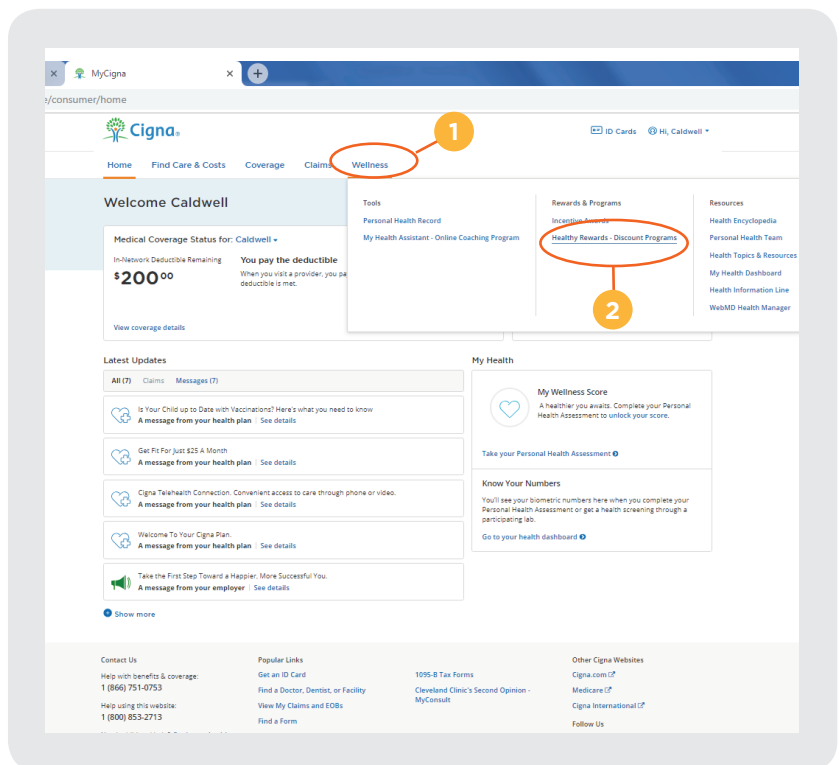 MyCigna
e/consumer/home
Cigna®
ID Cards
Hi, Caldwell
1
Home
Find Care & Costs
Coverage
Claims
Wellness
Welcome Caldwell
Medical Coverage Status for: Caldwell
In-Network Deductible Remaining
$200 00
You pay the deductible
When you visit a provider, you pa
deductible is met.
View coverage details
Tools
Personal Health Record
My Health Assistant - Online Coaching Program
Rewards & Programs
Incentive Awards
Healthy Rewards - Discount Programs
2
Resources
Health Encyclopedia
Personal Health Team
Health Topics & Resources
My Health Dashboard
Health Information Line
WebMD Health Manager
Latest Updates
All (7) Claims Messages (7)
Is Your Child up to Date with Vaccinations? Here's what you need to know
A message from your health plan | See details
Get Fit For Just $25 A Month
A message from your health plan | See details
Cigna Telehealth Connection. Convenient access to care through phone or video.
A message from your health plan | See details
Welcome To Your Cigna Plan.
A message from your health plan | See details
Take the First Step Toward a Happier, More Successful You.
A message from your employer | See details
Show more
My Health
My Wellness Score
A healthier you awaits. Complete your Personal
Health Assessment to unlock your score.
Take your Personal Health Assessment
Know Your Numbers
You'll see your biometric numbers here when you complete your
Personal Health Assessment or get a health screening through a
participating lab.
Go to your health dashboard
Contact Us
Help with benefits & coverage:
1 (866) 751-0753
Help using this website:
1 (800) 853-2713
Popular Links
Get an ID Card
Find a Doctor, Dentist, or Facility
View My Claims and EOBs
Find a Form
1095-B Tax Forms
Cleveland Clinic's Second Opinion -
MyConsult
Other Cigna Websites
Cigna.com
Medicare
Cigna International
Follow Us